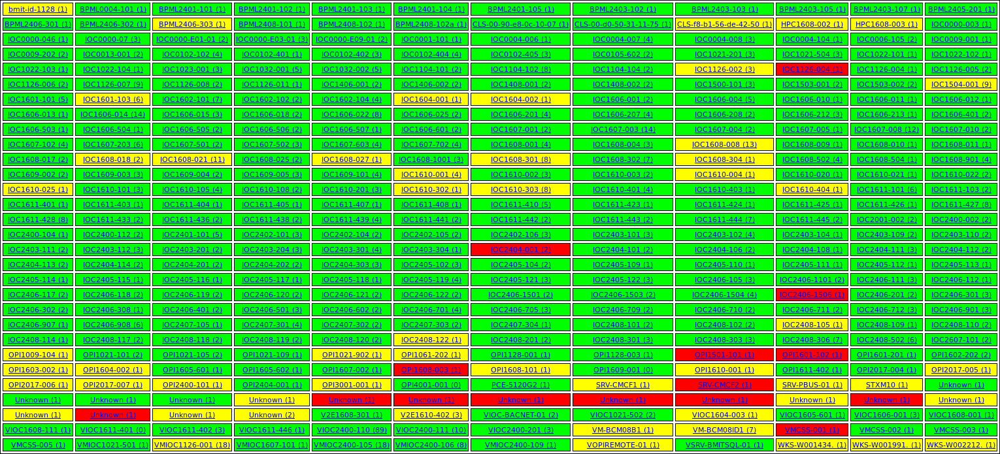 bmit-id-1128 (1) BPML0004-101 (1) BPML2401-101 (1) BPML2401-102 (1) BPML2401-103 (1) BPML2401-104 (1) BPML2401-105 (1) BPML2403-102 (1) BPML2403-103 (1) BPML2403-105 (1) BPML2403-107 (1) BPML2405-201 (1)
BPML2406-301 (1) BPML2406-302 (1) BPML2406-303 (1) BPML2408-101 (1) BPML2408-102 (1) BPML2408-102a (1) CLS-00-90-e8-0c-10-07 (1) CLS-00-d0-50-31-11-75 (1) CLS-f8-b1-56-de-42-50 (1) HPC1608-002 (1) HPC1608-003 (1) IOC0000-003 (1)
IOC0000-046 (1) IOC0000-07 (3) IOC0000-E01-01 (2) IOC0000-E03-01 (3) IOC0000-E09-01 (2) IOC0001-101 (1) IOC0004-006 (1) IOC0004-007 (4) IOC0004-008 (3) IOC0004-104 (1) IOC0006-105 (2) IOC0009-001 (1)
IOC0009-202 (2) IOC0013-001 (2) IOC0102-102 (4) IOC0102-401 (1) IOC0102-402 (3) IOC0102-404 (4) IOC0102-405 (3) IOC0105-602 (2) IOC1021-201 (3) IOC1021-504 (3) IOC1022-101 (1) IOC1022-102 (1)
IOC1022-103 (1) IOC1022-104 (1) IOC1023-001 (3) IOC1032-001 (5) IOC1032-002 (5) IOC1104-101 (2) IOC1104-102 (8) IOC1104-104 (2) IOC1126-002 (3) IOC1126-004 (1) IOC1126-004 (1) IOC1126-005 (2)
IOC1126-006 (2) IOC1126-007 (9) IOC1126-008 (2) IOC1126-011 (1) IOC1406-001 (2) IOC1406-002 (2) IOC1408-001 (2) IOC1408-002 (2) IOC1500-101 (3) IOC1503-001 (2) IOC1503-002 (2) IOC1504-001 (9)
IOC1601-101 (5) IOC1601-103 (6) IOC1602-101 (7) IOC1602-102 (2) IOC1602-104 (4) IOC1604-001 (1) IOC1604-002 (1) IOC1606-001 (2) IOC1606-004 (5) IOC1606-010 (1) IOC1606-011 (1) IOC1606-012 (1)
IOC1606-013 (1) IOC1606-014 (14) IOC1606-015 (3) IOC1606-018 (2) IOC1606-022 (8) IOC1606-025 (2) IOC1606-201 (4) IOC1606-207 (4) IOC1606-208 (2) IOC1606-212 (3) IOC1606-213 (1) IOC1606-401 (2)
IOC1606-503 (1) IOC1606-504 (1) IOC1606-505 (2) IOC1606-506 (2) IOC1606-507 (1) IOC1606-601 (2) IOC1607-001 (2) IOC1607-003 (14) IOC1607-004 (2) IOC1607-005 (1) IOC1607-008 (12) IOC1607-010 (2)
IOC1607-102 (4) IOC1607-203 (6) IOC1607-501 (2) IOC1607-502 (3) IOC1607-603 (4) IOC1607-702 (4) IOC1608-001 (4) IOC1608-004 (3) IOC1608-008 (13) IOC1608-009 (1) IOC1608-010 (1) IOC1608-011 (1)
IOC1608-017 (2) IOC1608-018 (2) IOC1608-021 (11) IOC1608-025 (2) IOC1608-027 (1) IOC1608-1001 (3) IOC1608-301 (8) IOC1608-302 (7) IOC1608-304 (1) IOC1608-502 (4) IOC1608-504 (1) IOC1608-901 (4)
IOC1609-002 (2) IOC1609-003 (3) IOC1609-004 (2) IOC1609-005 (3) IOC1609-101 (4) IOC1610-001 (4) IOC1610-002 (3) IOC1610-003 (2) IOC1610-004 (1) IOC1610-020 (1) IOC1610-021 (1) IOC1610-022 (2)
IOC1610-025 (1) IOC1610-101 (3) IOC1610-105 (4) IOC1610-108 (2) IOC1610-201 (3) IOC1610-302 (1) IOC1610-303 (8) IOC1610-401 (4) IOC1610-403 (1) IOC1610-404 (1) IOC1611-101 (6) IOC1611-103 (2)
IOC1611-401 (1) IOC1611-403 (1) IOC1611-404 (1) IOC1611-405 (1) IOC1611-407 (1) IOC1611-408 (1) IOC1611-410 (5) IOC1611-423 (1) IOC1611-424 (1) IOC1611-425 (1) IOC1611-426 (1) IOC1611-427 (8)
IOC1611-428 (8) IOC1611-433 (2) IOC1611-436 (2) IOC1611-438 (2) IOC1611-439 (4) IOC1611-441 (2) IOC1611-442 (2) IOC1611-443 (2) IOC1611-444 (7) IOC1611-445 (2) IOC2001-002 (2) IOC2400-002 (2)
IOC2400-104 (1) IOC2400-112 (2) IOC2401-101 (5) IOC2402-101 (3) IOC2402-104 (2) IOC2402-105 (2) IOC2402-106 (3) IOC2403-101 (3) IOC2403-102 (4) IOC2403-104 (1) IOC2403-109 (2) IOC2403-110 (2)
IOC2403-111 (2) IOC2403-112 (3) IOC2403-201 (2) IOC2403-204 (3) IOC2403-301 (4) IOC2403-304 (1) IOC2404-001 (2) IOC2404-101 (2) IOC2404-106 (2) IOC2404-108 (1) IOC2404-111 (3) IOC2404-112 (2)
IOC2404-113 (2) IOC2404-114 (2) IOC2404-201 (2) IOC2404-202 (2) IOC2404-303 (3) IOC2405-102 (3) IOC2405-104 (2) IOC2405-109 (1) IOC2405-110 (1) IOC2405-111 (1) IOC2405-112 (1) IOC2405-113 (1)
IOC2405-114 (1) IOC2405-115 (1) IOC2405-116 (1) IOC2405-117 (1) IOC2405-118 (1) IOC2405-119 (4) IOC2405-121 (3) IOC2405-122 (3) IOC2406-105 (3) IOC2406-1101 (2) IOC2406-111 (3) IOC2406-112 (1)
IOC2406-117 (2) IOC2406-118 (2) IOC2406-119 (2) IOC2406-120 (2) IOC2406-121 (2) IOC2406-122 (2) IOC2406-1501 (2) IOC2406-1503 (2) IOC2406-1504 (4) IOC2406-1506 (1) IOC2406-201 (2) IOC2406-301 (3)
IOC2406-302 (2) IOC2406-308 (1) IOC2406-401 (2) IOC2406-501 (3) IOC2406-602 (2) IOC2406-701 (4) IOC2406-705 (3) IOC2406-709 (2) IOC2406-710 (2) IOC2406-711 (2) IOC2406-712 (3) IOC2406-901 (3)
IOC2406-907 (1) IOC2406-908 (6) IOC2407-105 (1) IOC2407-301 (4) IOC2407-302 (2) IOC2407-303 (2) IOC2407-304 (1) IOC2408-101 (2) IOC2408-102 (2) IOC2408-105 (1) IOC2408-109 (1) IOC2408-110 (2)
IOC2408-114 (1) IOC2408-117 (2) IOC2408-118 (2) IOC2408-119 (2) IOC2408-120 (2) IOC2408-122 (1) IOC2408-201 (2) IOC2408-301 (3) IOC2408-303 (3) IOC2408-306 (7) IOC2408-502 (6) IOC2607-101 (2)
OPI1009-104 (1) OPI1021-101 (2) OPI1021-105 (2) OPI1021-109 (1) OPI1021-902 (1) OPI1061-202 (1) OPI1128-001 (1) OPI1128-003 (1) OPI1501-101 (1) OPI1601-102 (1) OPI1601-201 (1) OPI1602-202 (2)
OPI1603-002 (1) OPI1604-002 (1) OPI1605-601 (1) OPI1605-602 (1) OPI1607-002 (1) OPI1608-003 (1) OPI1608-101 (1) OPI1609-001 (0) OPI1610-001 (1) OPI1611-402 (1) OPI2017-004 (1) OPI2017-005 (1)
OPI2017-006 (1) OPI2017-007 (1) OPI2400-101 (1) OPI2404-001 (1) OPI3001-001 (1) OPI4001-001 (0) PCE-5120G2 (1) SRV-CMCF1 (1) SRV-CMCF2 (1) SRV-PBUS-01 (1) STXM10 (1) Unknown (1)
Unknown (1) Unknown (1) Unknown (1) Unknown (1) Unknown (1) Unknown (1) Unknown (1) Unknown (1) Unknown (1) Unknown (1) Unknown (1) Unknown (1)
Unknown (1) Unknown (1) Unknown (1) Unknown (2) V2E1608-301 (1) V2E1610-402 (3) VIOC-BACNET-01 (2) VIOC1021-502 (2) VIOC1604-003 (1) VIOC1605-601 (1) VIOC1606-001 (3) VIOC1608-001 (1)
VIOC1608-111 (1) VIOC1611-401 (0) VIOC1611-402 (3) VIOC1611-446 (1) VIOC2400-110 (89) VIOC2400-111 (10) VIOC2400-201 (3) VM-BCM08B1 (1) VM-BCM08ID1 (7) VMCSS-001 (1) VMCSS-002 (1) VMCSS-003 (1)
VMCSS-005 (1) VMIOC1021-501 (1) VMIOC1126-001 (18) VMIOC1607-101 (1) VMIOC2400-105 (18) VMIOC2400-106 (8) VMIOC2400-109 (1) VOPIREMOTE-01 (1) VSRV-BMITSQL-01 (1) WKS-W001434. (1) WKS-W001991. (1) WKS-W002212. (1)